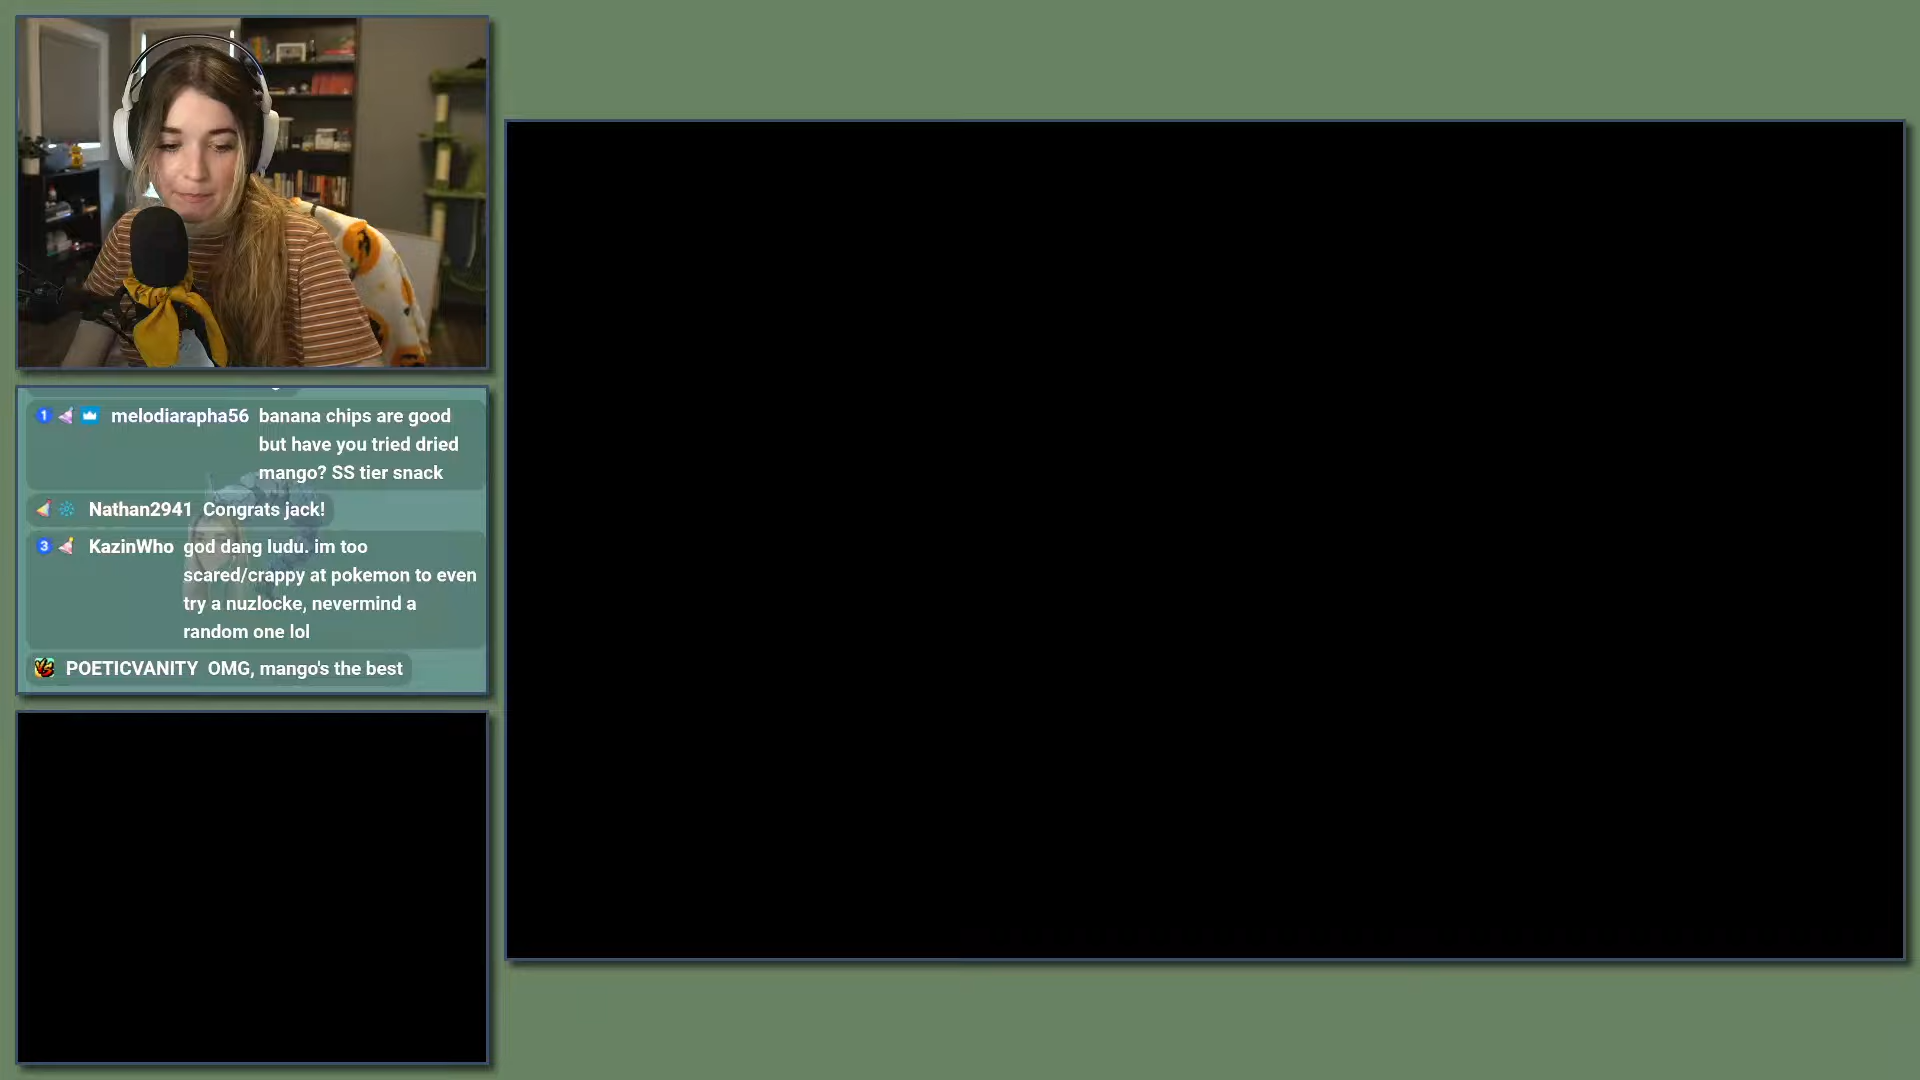 melodiarapha56 banana chips are good
but have you tried dried
mango? SS tier snack
Nathan2941 Congrats jack!
KazinWho god dang ludu. im too
scared/crappy at pokemon to even
try a nuzlocke, nevermind a
random one lol
POETICVANITY OMG, mango's the best